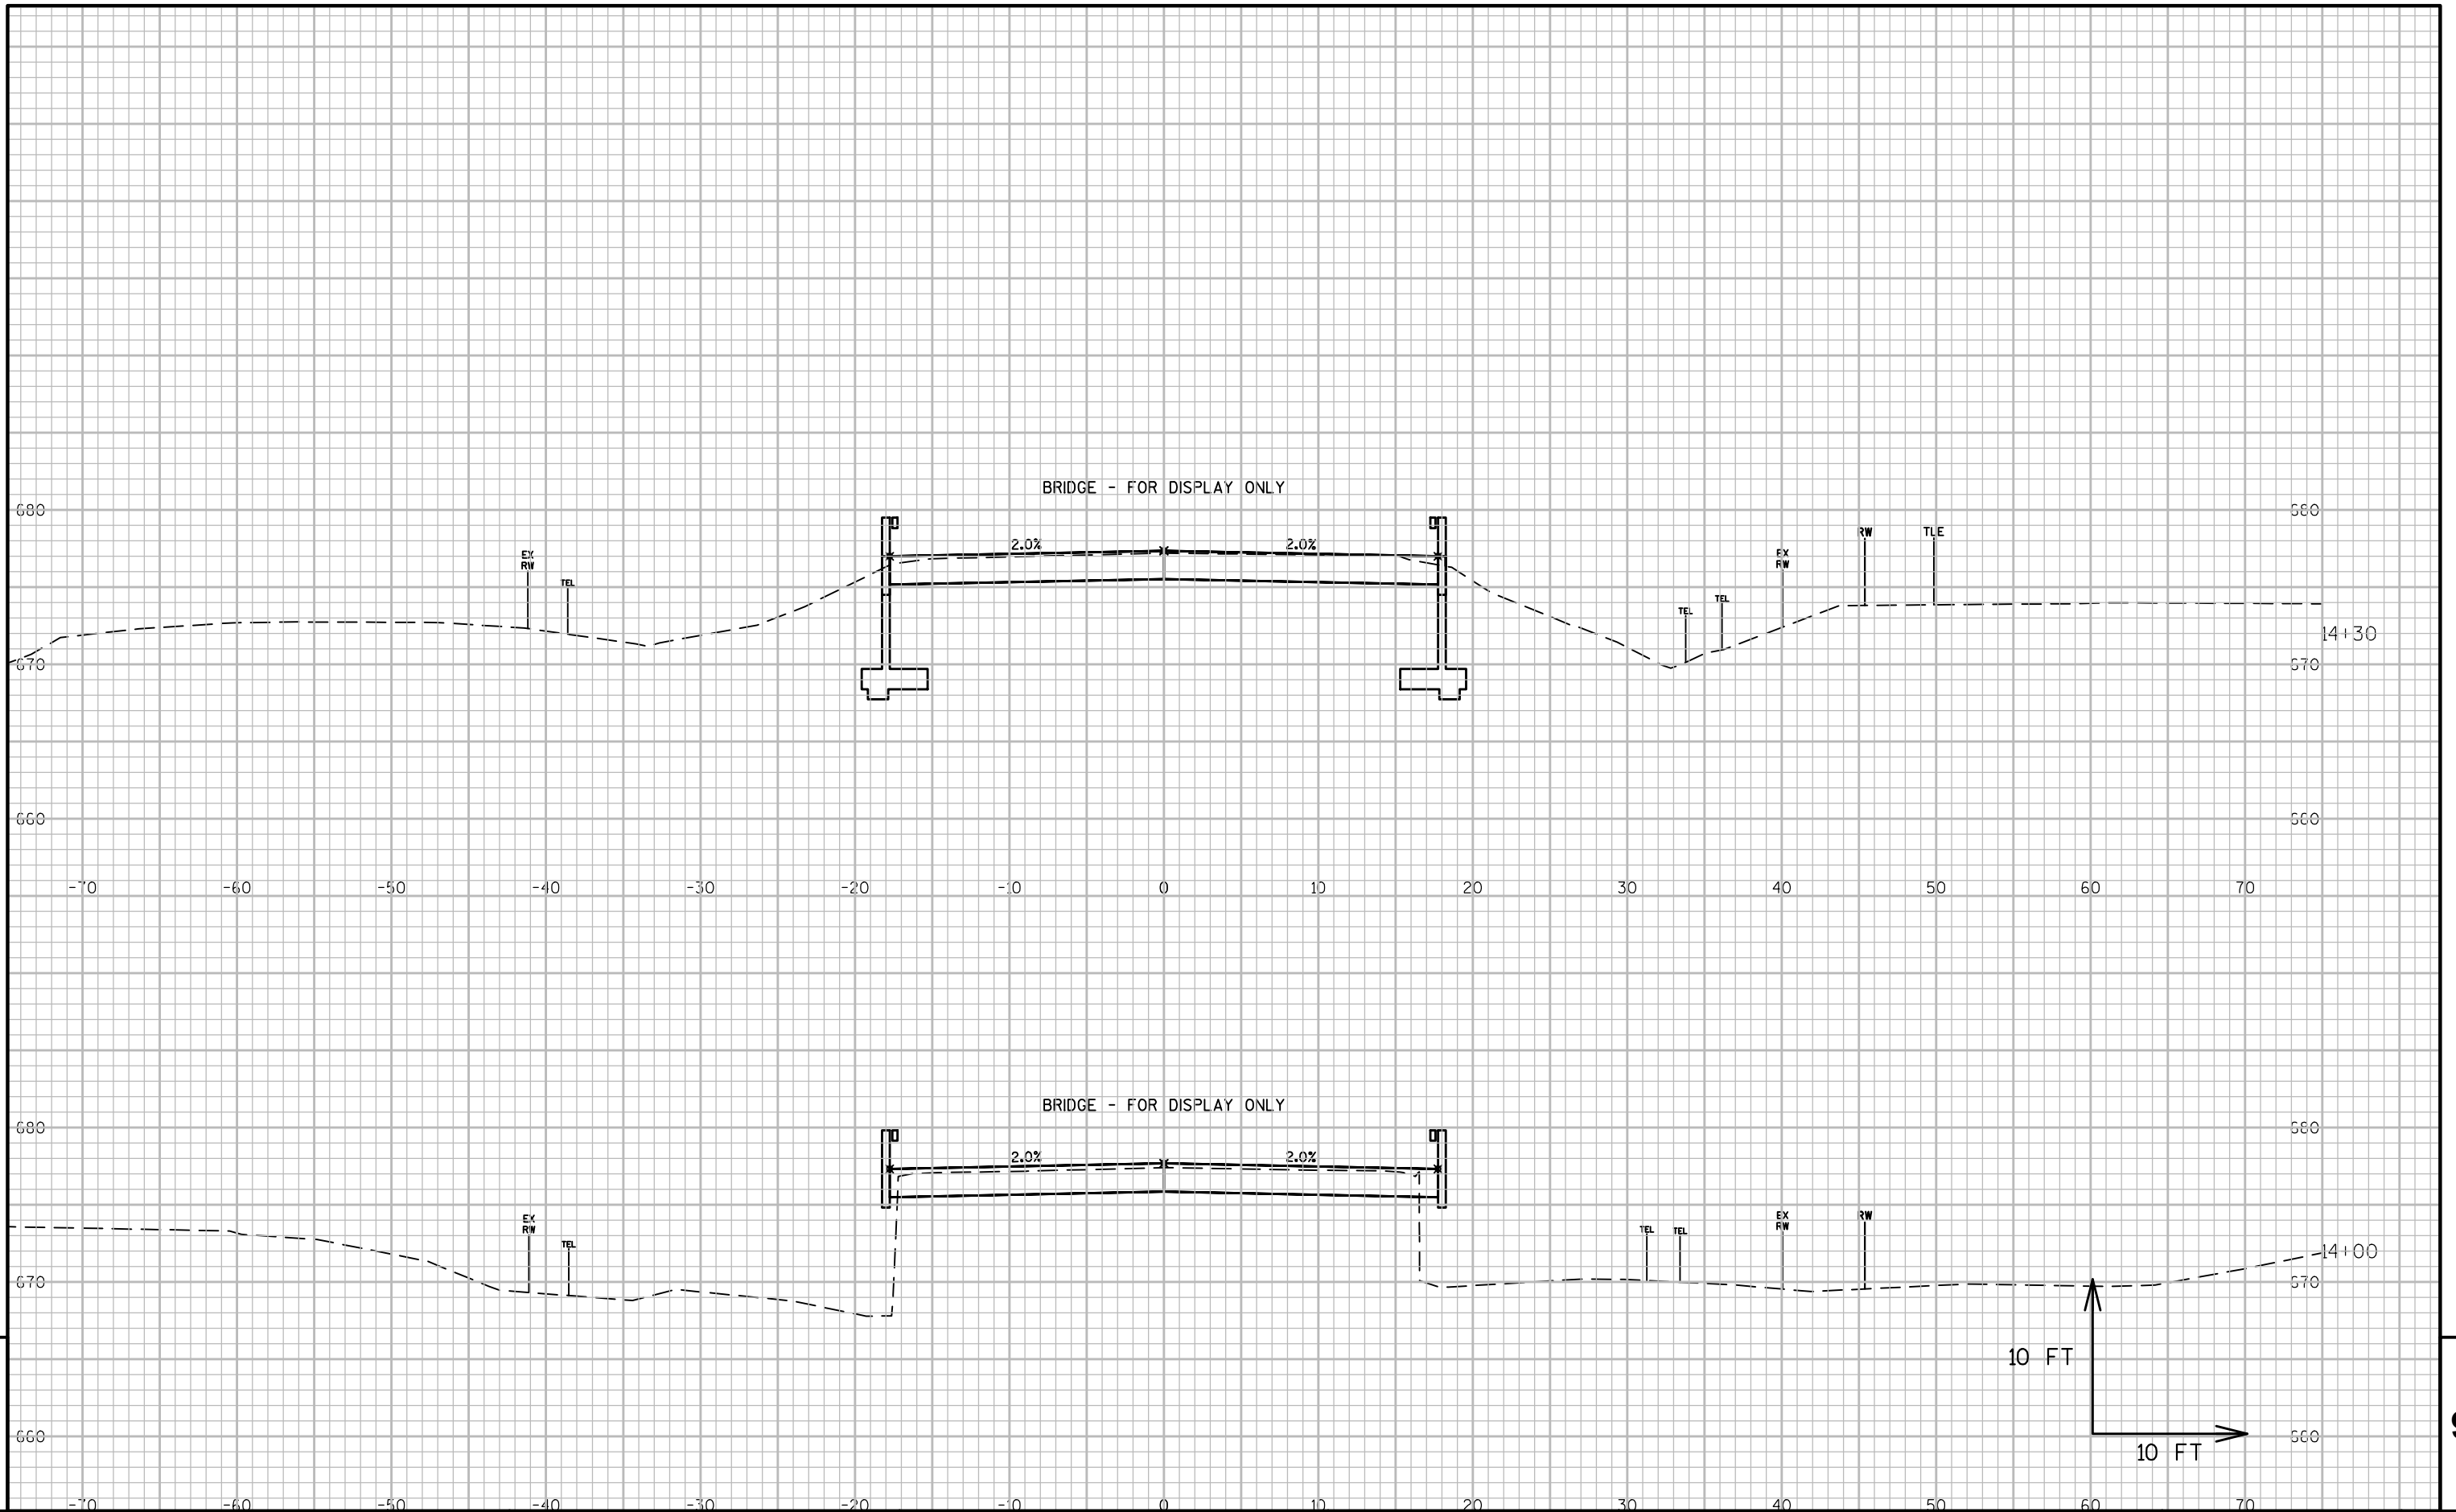 BRIDGE - FOR DISPLAY ONLY
680 680
EX RW TEL 2.0% 2.0% TEL TEL EX RW RW TLE
14+30
670 670
660 660
-70 -60 -50 -40 -30 -20 -10 0 10 20 30 40 50 60 70
BRIDGE - FOR DISPLAY ONLY
680 680
2.0% 2.0%
EX RW TEL TEL TEL EX RW RW
14+00
670 670
10 FT
660 660
10 FT
-70 -60 -50 -40 -30 -20 -10 0 10 20 30 40 50 60 70